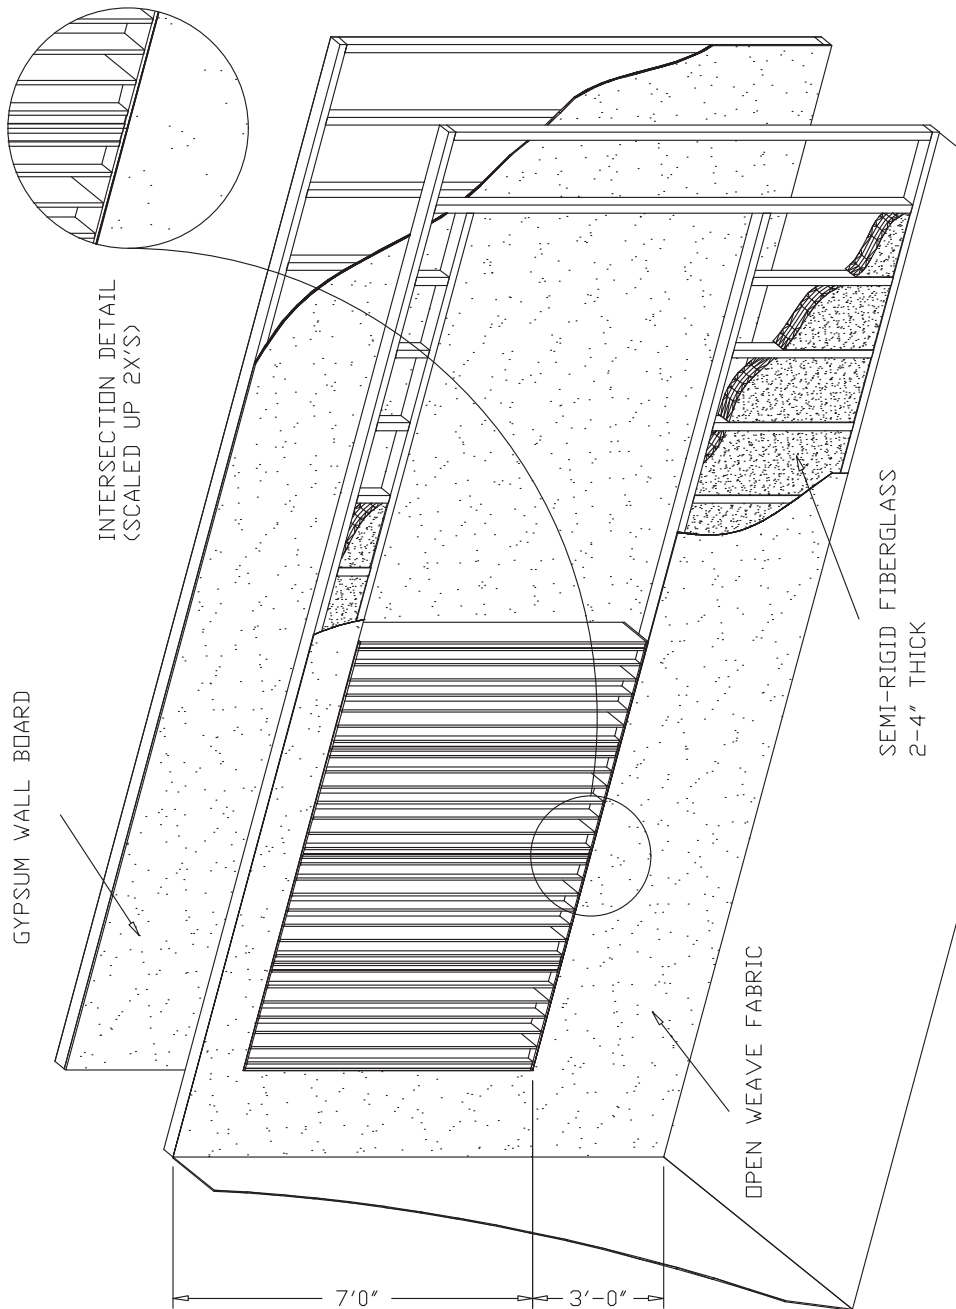 INTERSECTION DETAIL
(SCALED UP 2X'S)
GYPSUM WALL BOARD
SEMI-RIGID FIBERGLASS
2-4" THICK
OPEN WEAVE FABRIC
7'0"
3'-0"